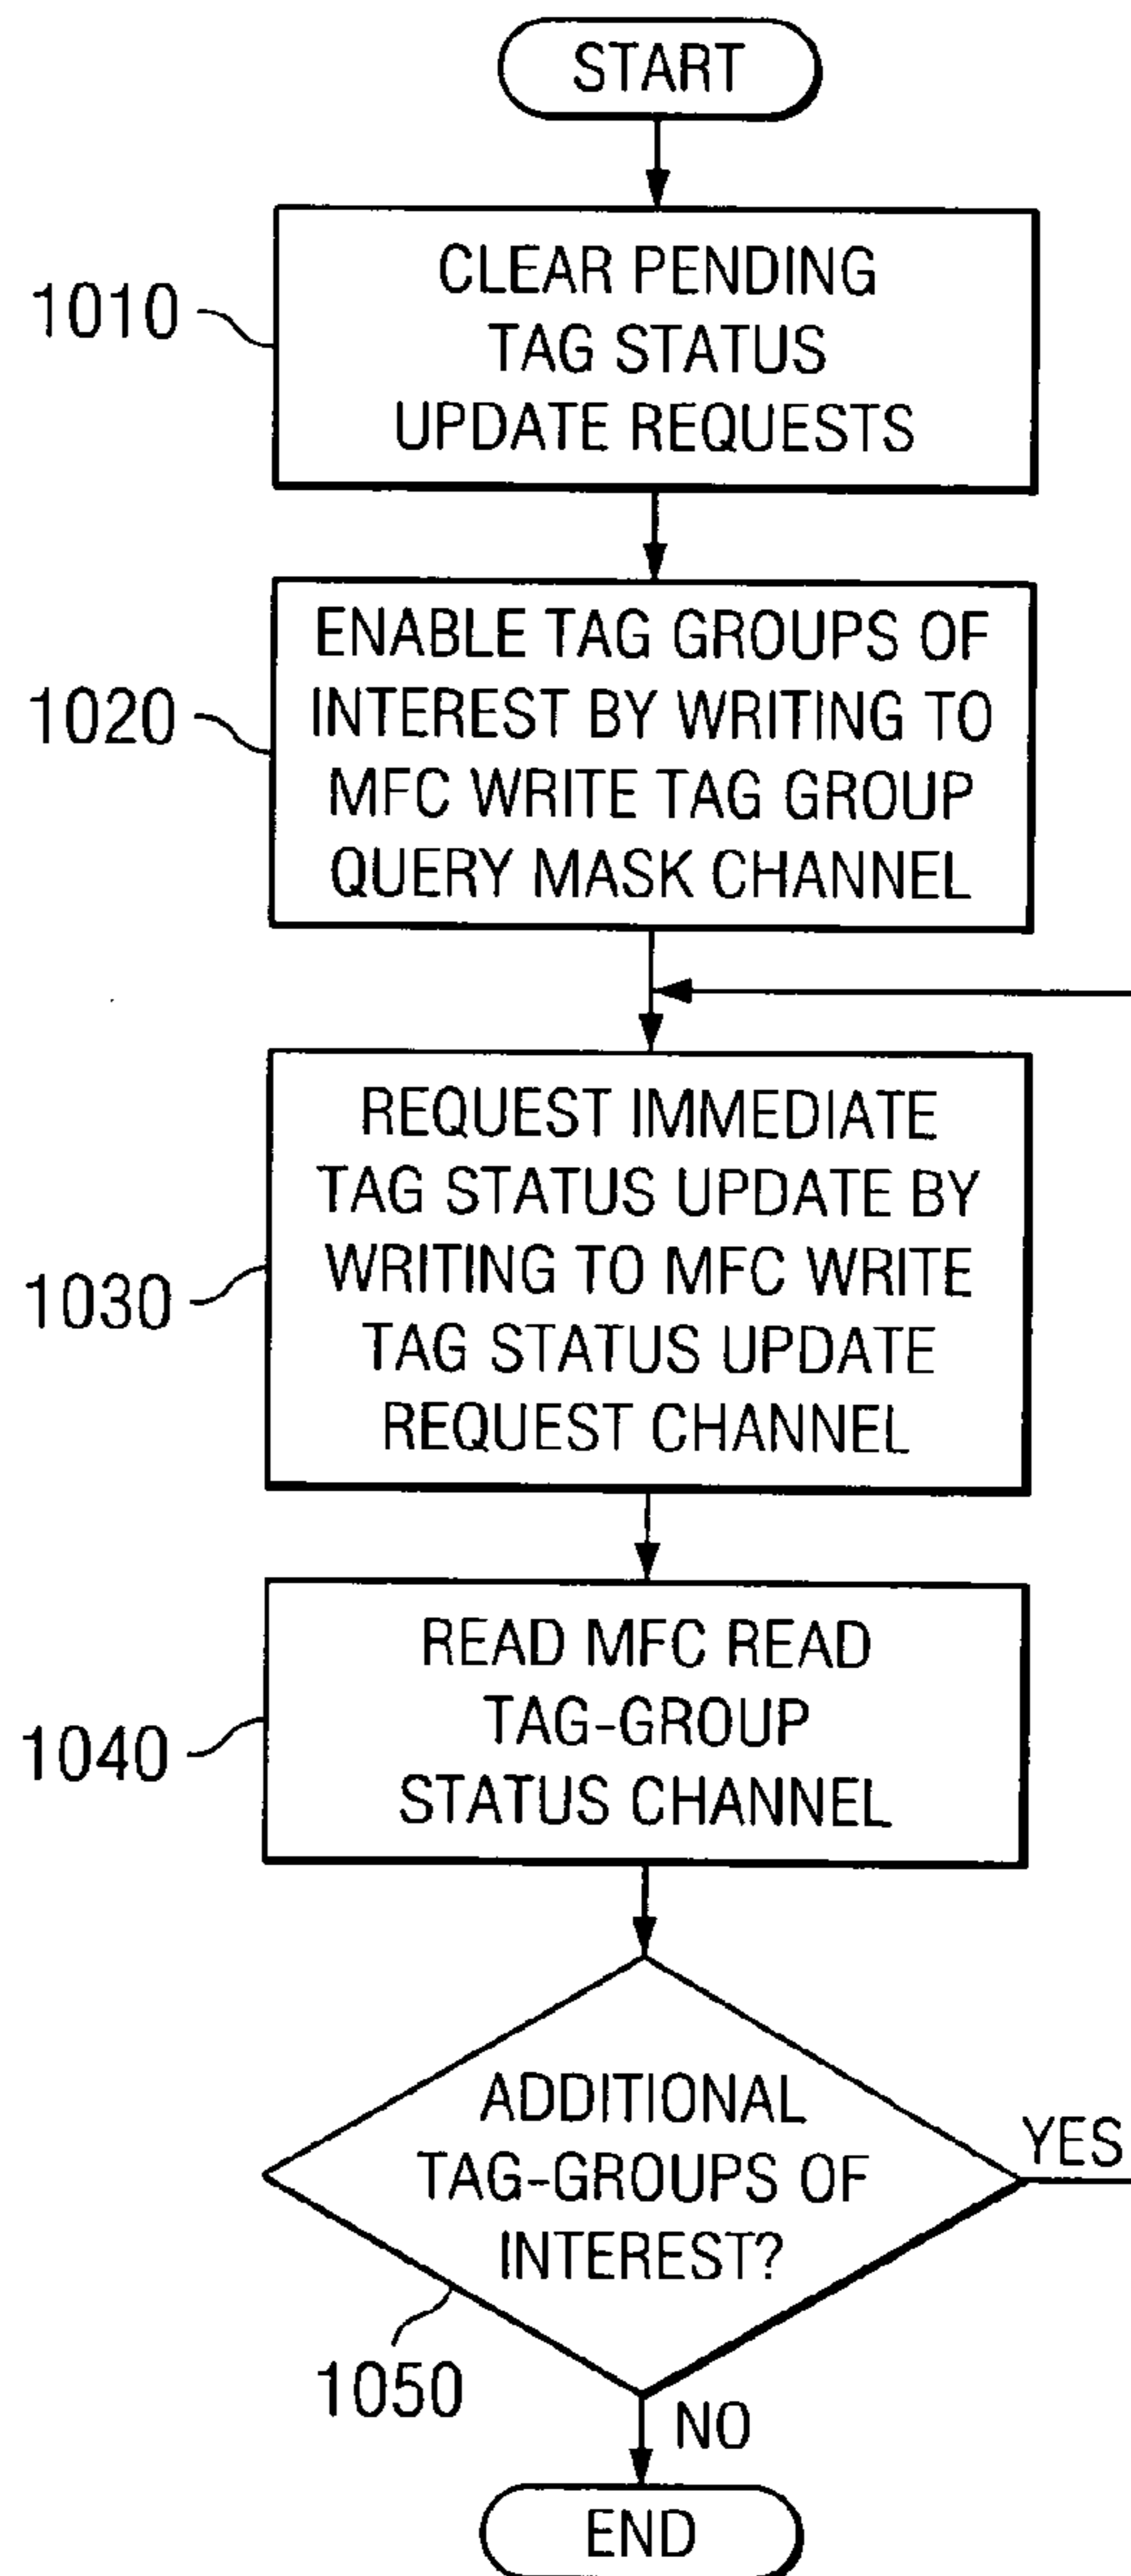 START
1010
CLEAR PENDING
TAG STATUS
UPDATE REQUESTS
1020
ENABLE TAG GROUPS OF
INTEREST BY WRITING TO
MFC WRITE TAG GROUP
QUERY MASK CHANNEL
1030
REQUEST IMMEDIATE
TAG STATUS UPDATE BY
WRITING TO MFC WRITE
TAG STATUS UPDATE
REQUEST CHANNEL
1040
READ MFC READ
TAG-GROUP
STATUS CHANNEL
ADDITIONAL
TAG-GROUPS OF
INTEREST?
YES
1050
NO
END